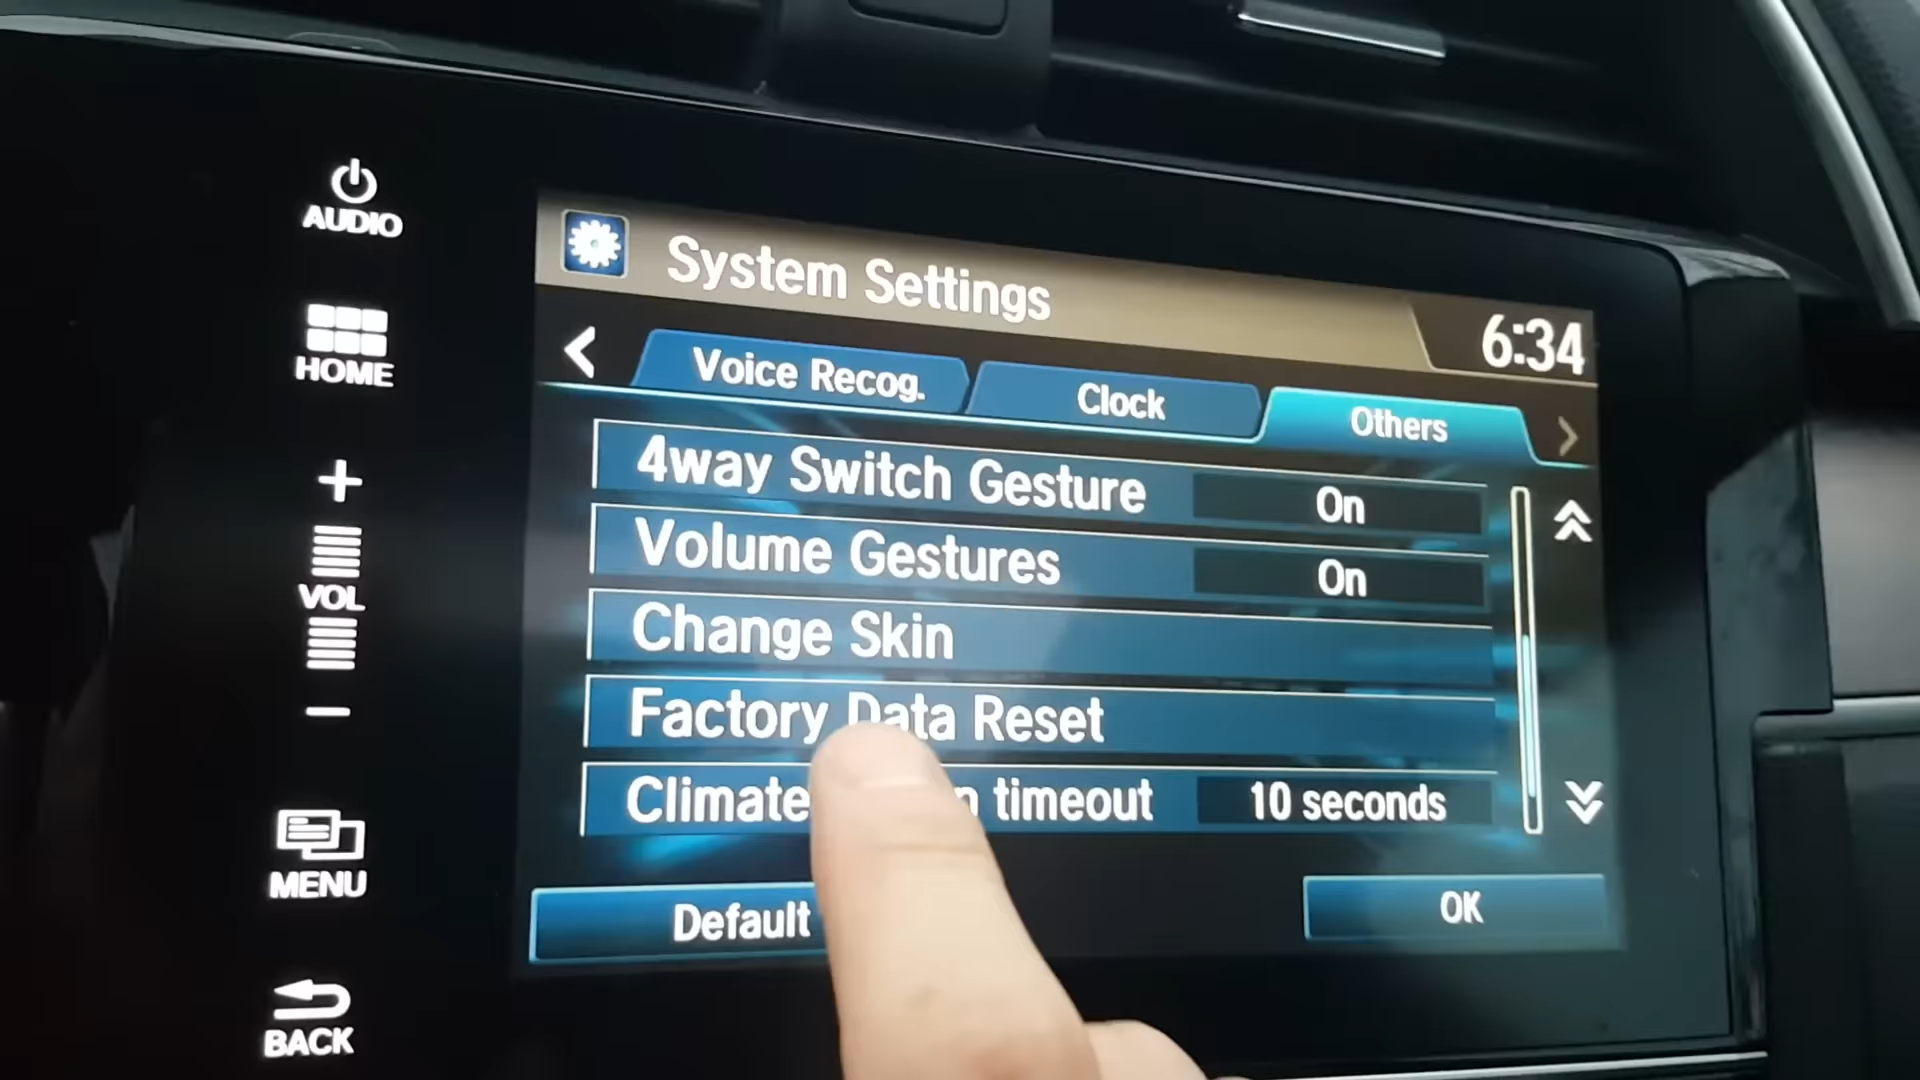 AUDIO
HOME
+
VOL
−
MENU
BACK
System Settings
6:34
Voice Recog.
Clock
Others
4way Switch Gesture On
Volume Gestures On
Change Skin
Factory Data Reset
Climate timeout 10 seconds
Default
OK